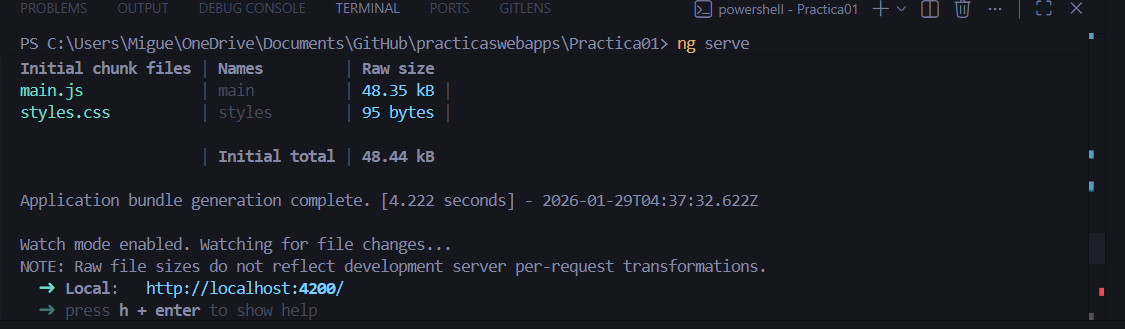 PROBLEMS OUTPUT DEBUG CONSOLE TERMINAL PORTS GITLENS powershell - Practica01
PS C:\Users\Migue\OneDrive\Documents\GitHub\practicaswebapps\Practica01> ng serve
Initial chunk files | Names | Raw size
main.js | main | 48.35 kB |
styles.css | styles | 95 bytes |
| Initial total | 48.44 kB
Application bundle generation complete. [4.222 seconds] - 2026-01-29T04:37:32.622Z
Watch mode enabled. Watching for file changes...
NOTE: Raw file sizes do not reflect development server per-request transformations.
➜ Local: http://localhost:4200/
➜ press h + enter to show help